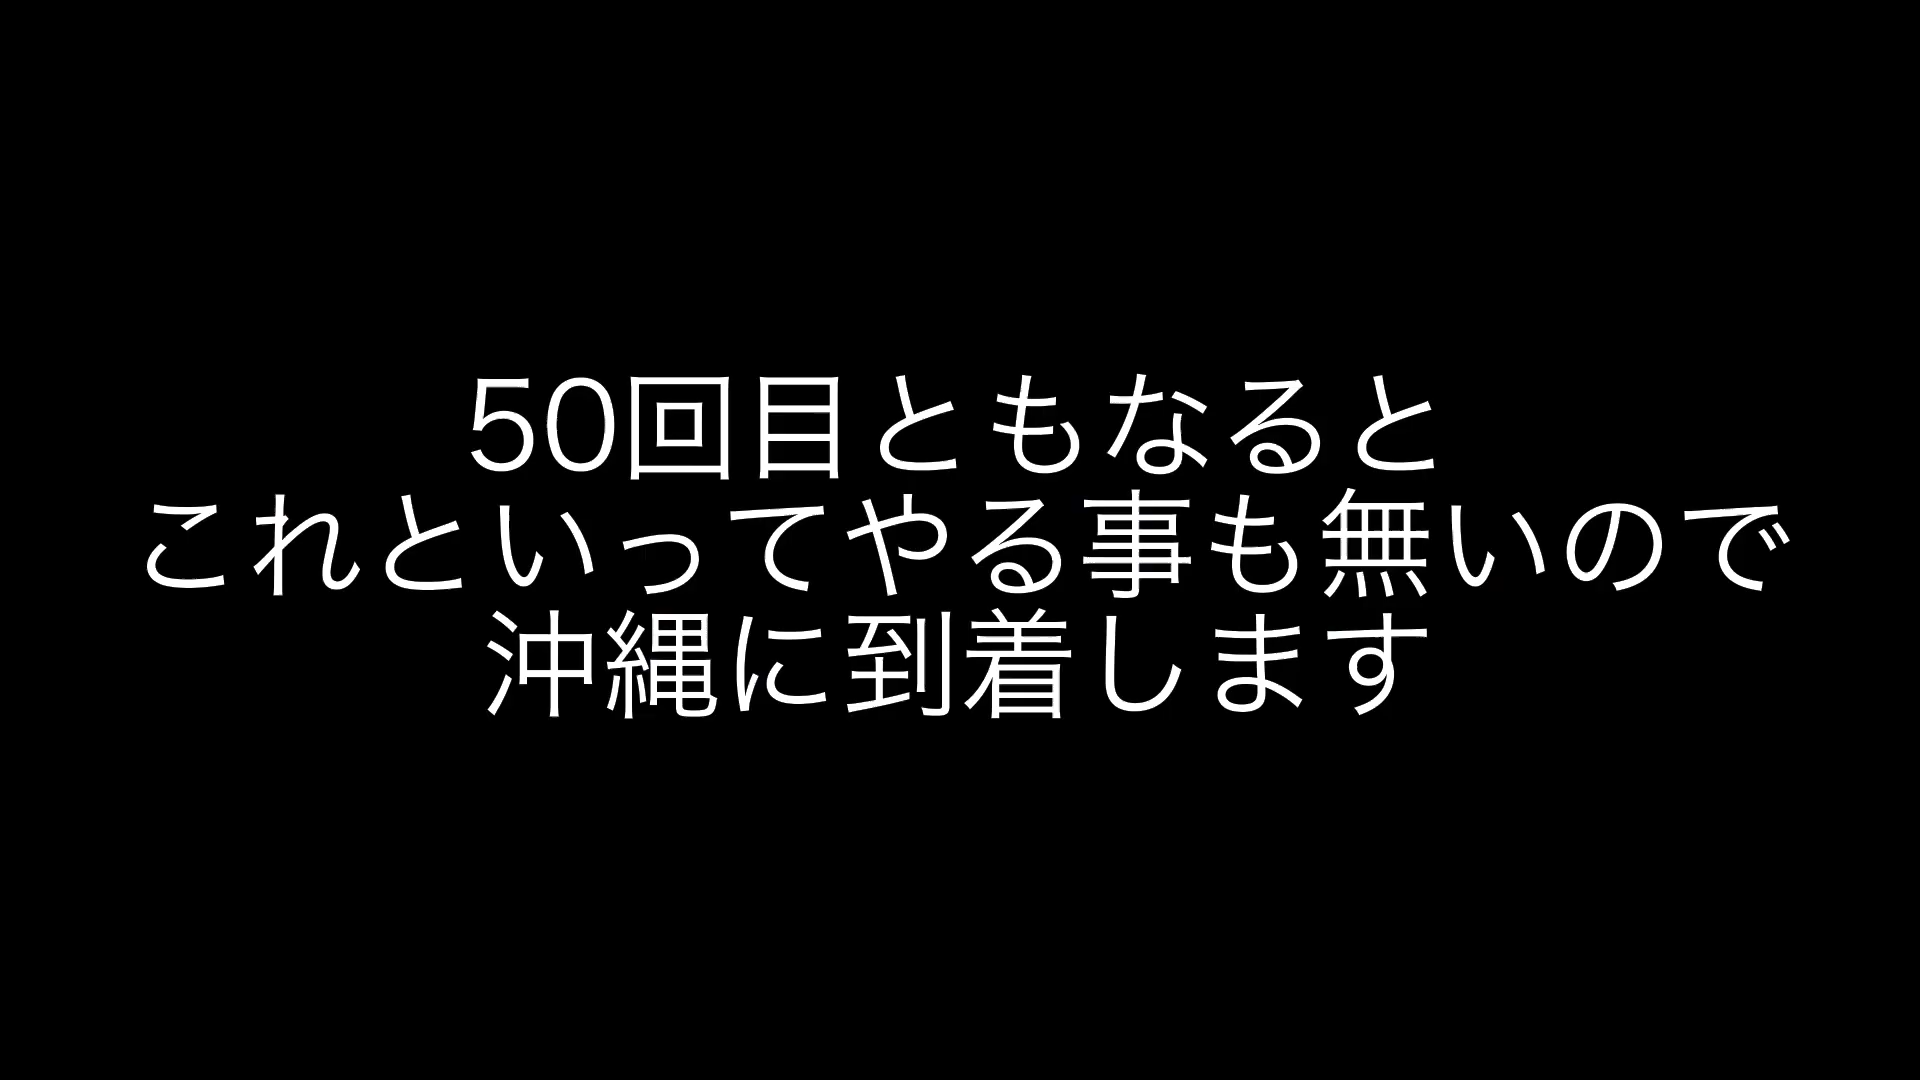 50回目ともなると
これといってやる事も無いので
沖縄に到着します